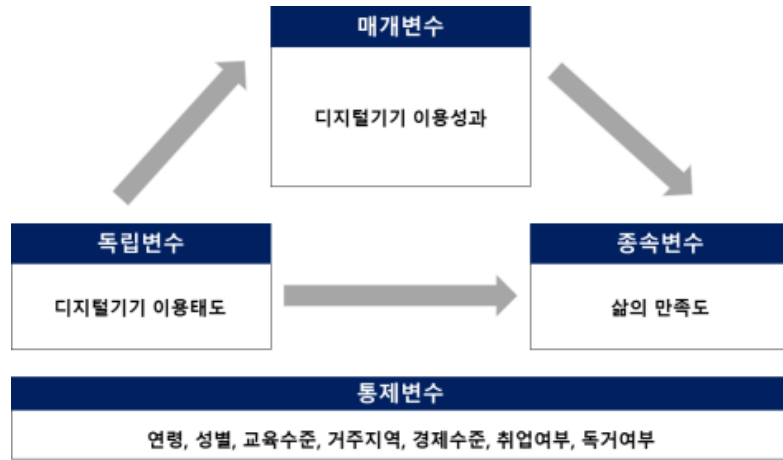 매개변수
디지털기기 이용성과
독립변수
디지털기기 이용태도
종속변수
삶의 만족도
통제변수
연령, 성별, 교육수준, 거주지역, 경제수준, 취업여부, 독거여부